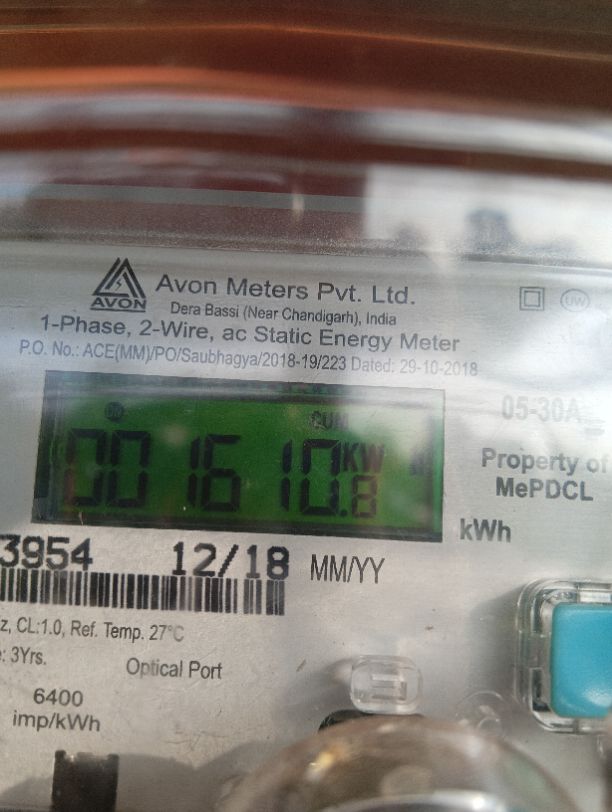 AVON
Avon Meters Pvt. Ltd.
Dera Bassi (Near Chandigarh), India
1-Phase, 2-Wire, ac Static Energy Meter
P.O. No.: ACE(MM)/PO/Saubhagya/2018-19/223 Dated: 29-10-2018
05-30A
CUM
001610.8
KW
Property of
MePDCL
kWh
3954 12/18 MM/YY
z, CL:1.0, Ref. Temp. 27°C
: 3Yrs.
Optical Port
6400
imp/kWh